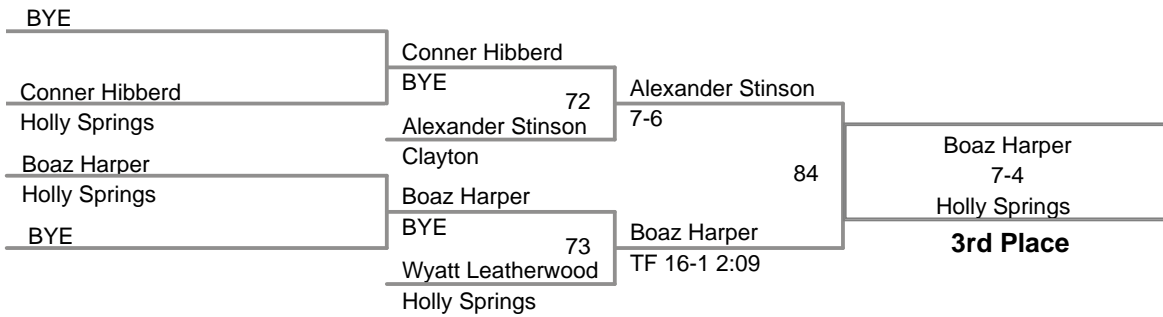 BYE
Conner Hibberd
Holly Springs
Boaz Harper
Holly Springs
BYE
Conner Hibberd
BYE
72
Alexander Stinson
Clayton
Boaz Harper
BYE
73
Wyatt Leatherwood
Holly Springs
Alexander Stinson
7-6
84
Boaz Harper
TF 16-1 2:09
Boaz Harper
7-4
Holly Springs
3rd Place